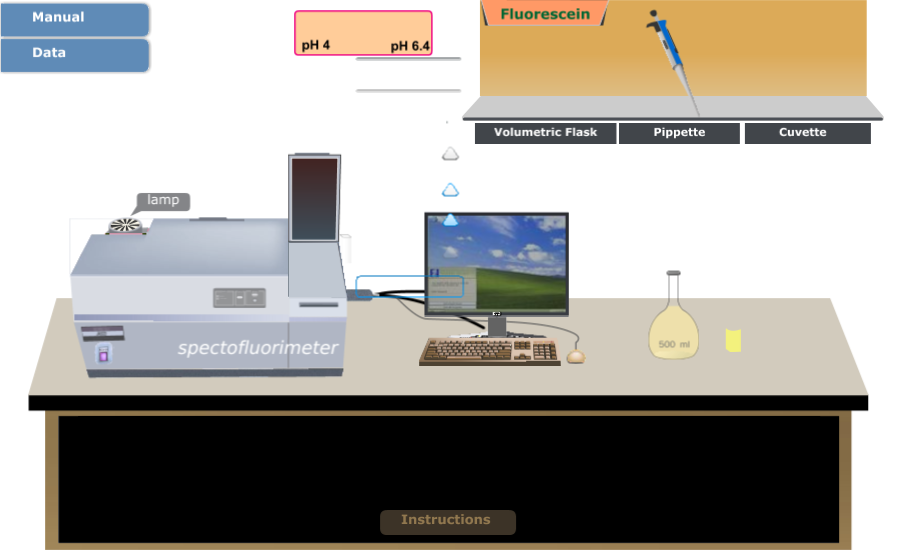 Manual
Data
pH 4 pH 6.4
Fluorescein
Volumetric Flask Pippette Cuvette
lamp
spectofluorimeter
500 ml
Instructions